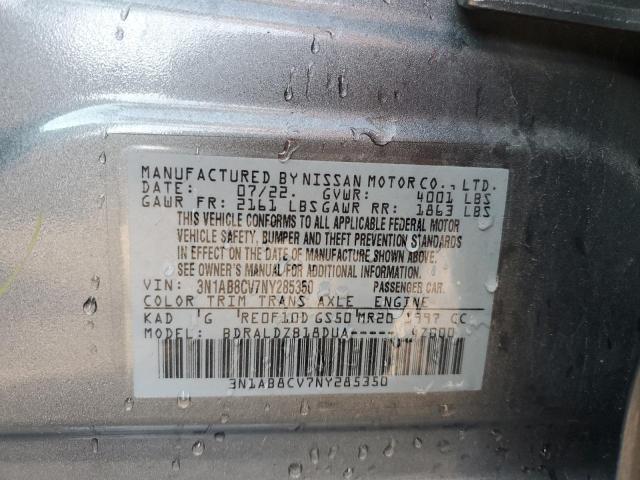 MANUFACTURED BY NISSAN MOTOR CO., LTD.
DATE: 07/22. GVWR: 4001 LBS
GAWR FR: 2161 LBS GAWR RR: 1863 LBS
THIS VEHICLE CONFORMS TO ALL APPLICABLE FEDERAL MOTOR
VEHICLE SAFETY, BUMPER AND THEFT PREVENTION STANDARDS
IN EFFECT ON THE DATE OF MANUFACTURE SHOWN ABOVE.
SEE OWNER'S MANUAL FOR ADDITIONAL INFORMATION
VIN: 3N1AB8CV7NY285350 PASSENGER CAR.
COLOR TRIM TRANS AXLE ENGINE
KAD G RE0F10D GS50 MR20 1997 CC
MODEL: BDRALDZB18DUA-----
3N1AB8CV7NY285350